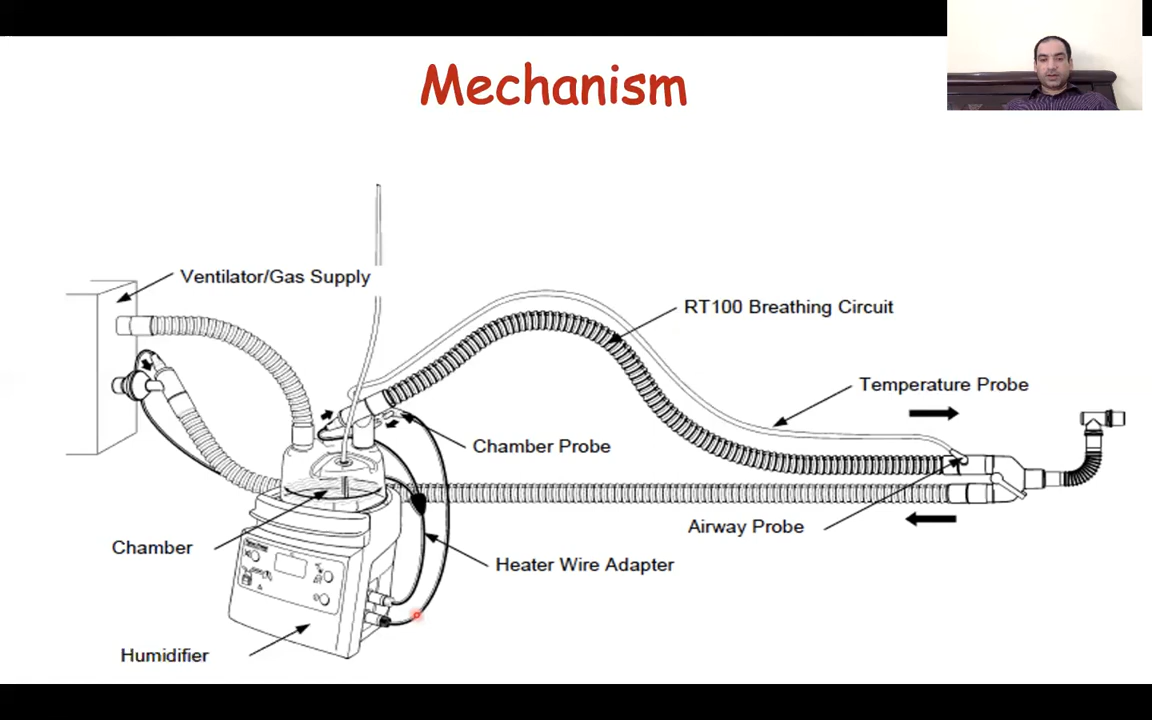 Mechanism
Ventilator/Gas Supply
RT100 Breathing Circuit
Temperature Probe
Chamber Probe
Airway Probe
Chamber
Heater Wire Adapter
Humidifier